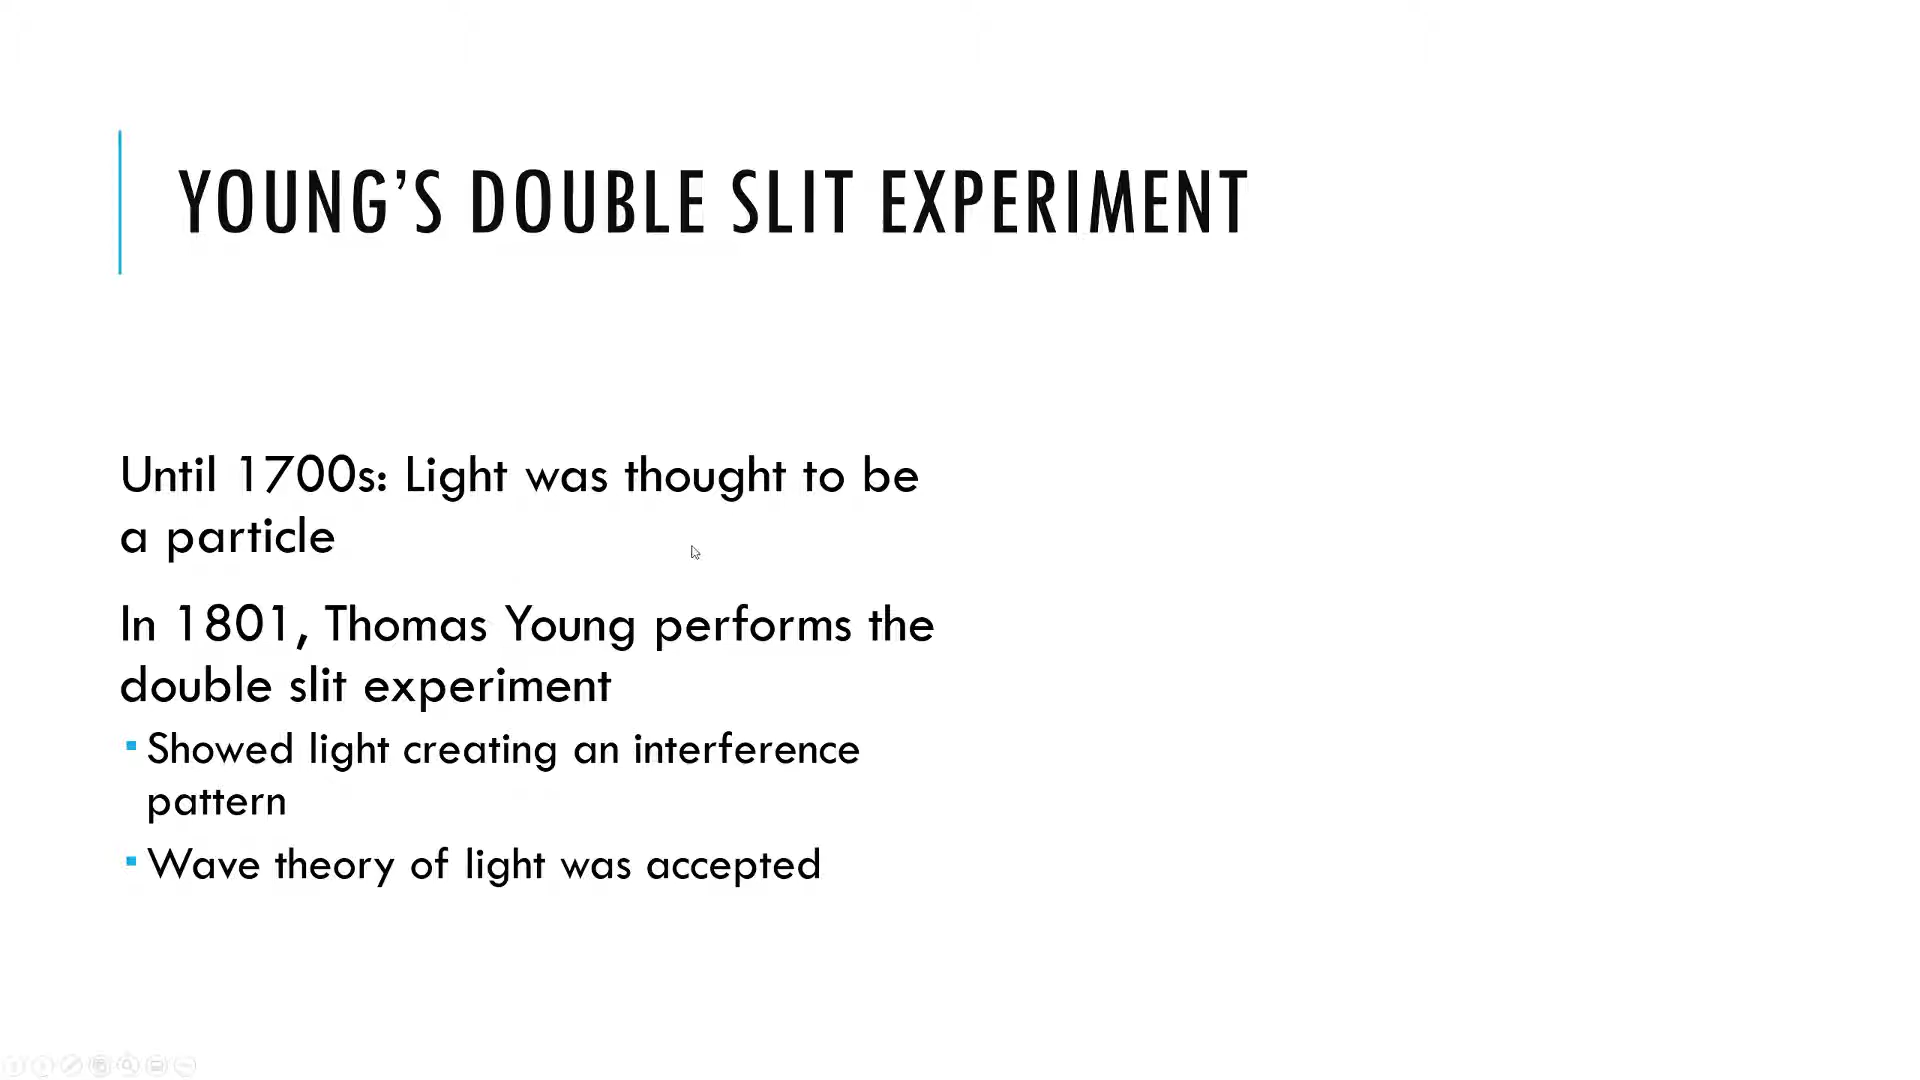 YOUNG’S DOUBLE SLIT EXPERIMENT
Until 1700s: Light was thought to be
a particle
In 1801, Thomas Young performs the
double slit experiment
▪ Showed light creating an interference
pattern
▪ Wave theory of light was accepted